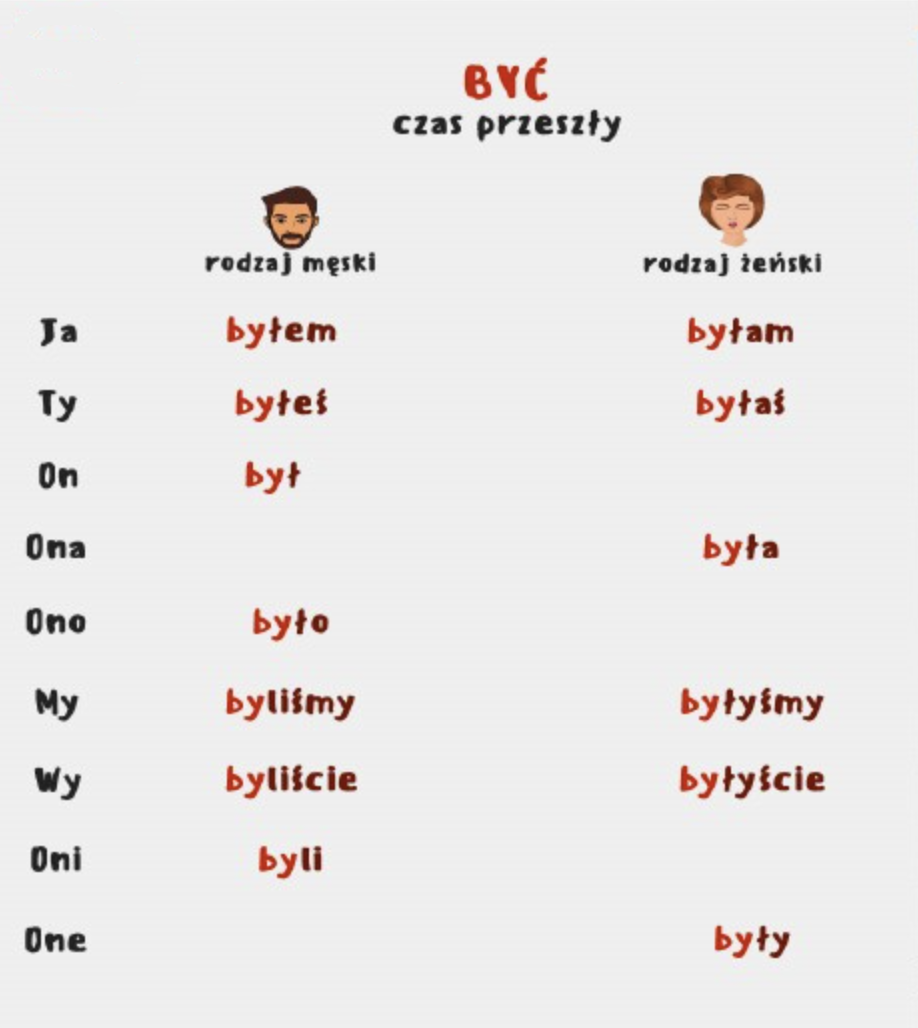 BYĆ
czas przeszły
rodzaj męski rodzaj żeński
Ja byłem byłam
Ty byłeś byłaś
On był
Ona była
Ono było
My byliśmy byłyśmy
Wy byliście byłyście
Oni byli
One były